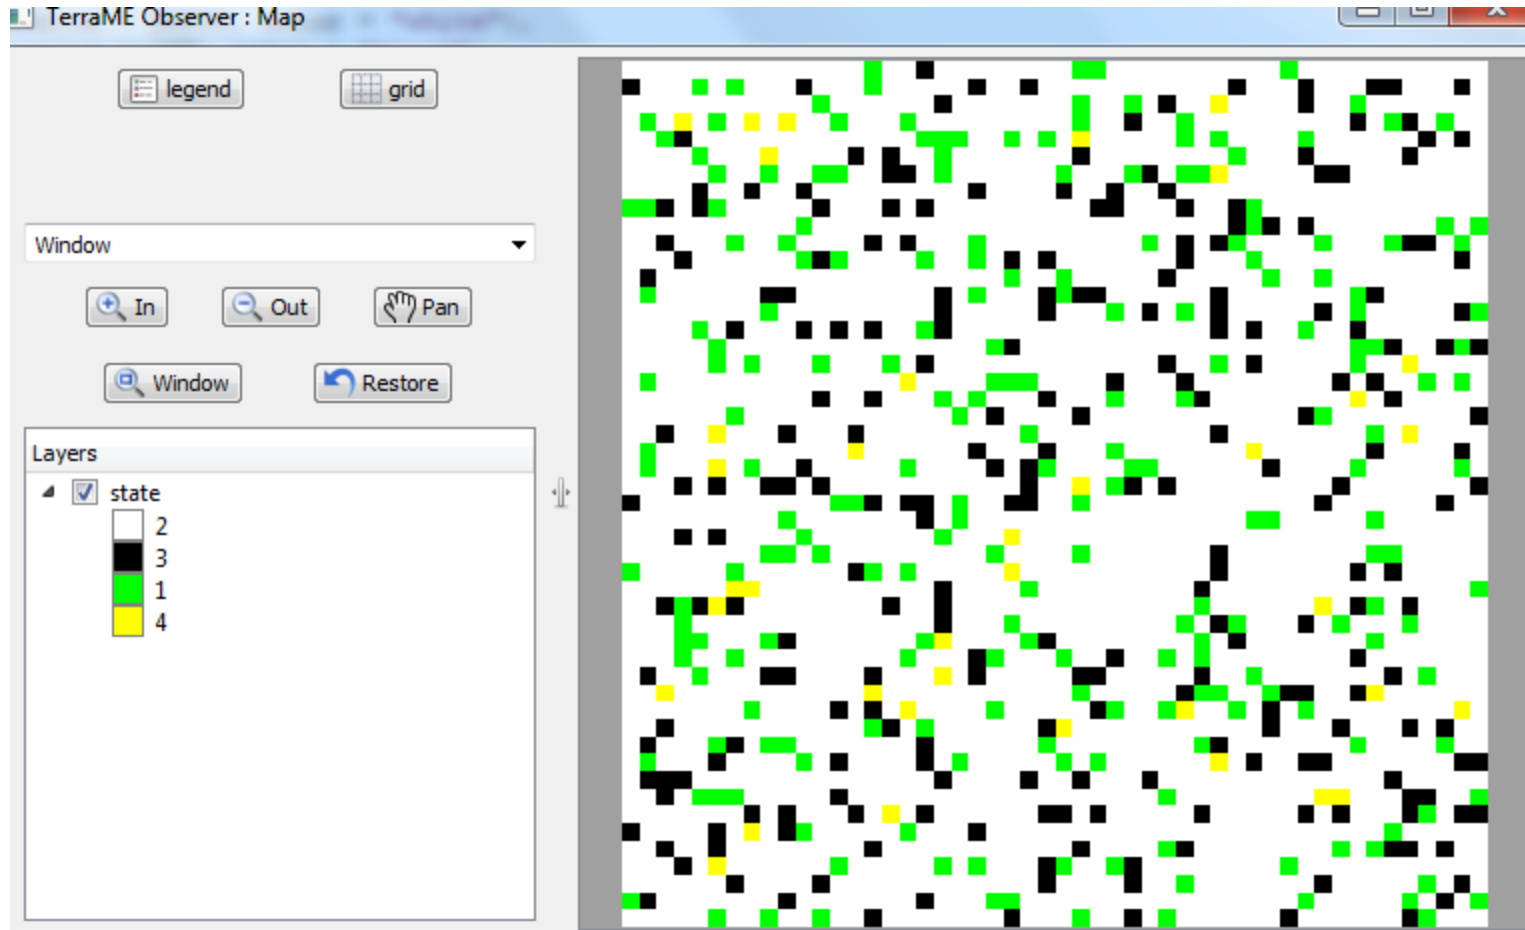 TerraME Observer : Map
legend
grid
Window
In
Out
Pan
Window
Restore
Layers
state
2
3
1
4